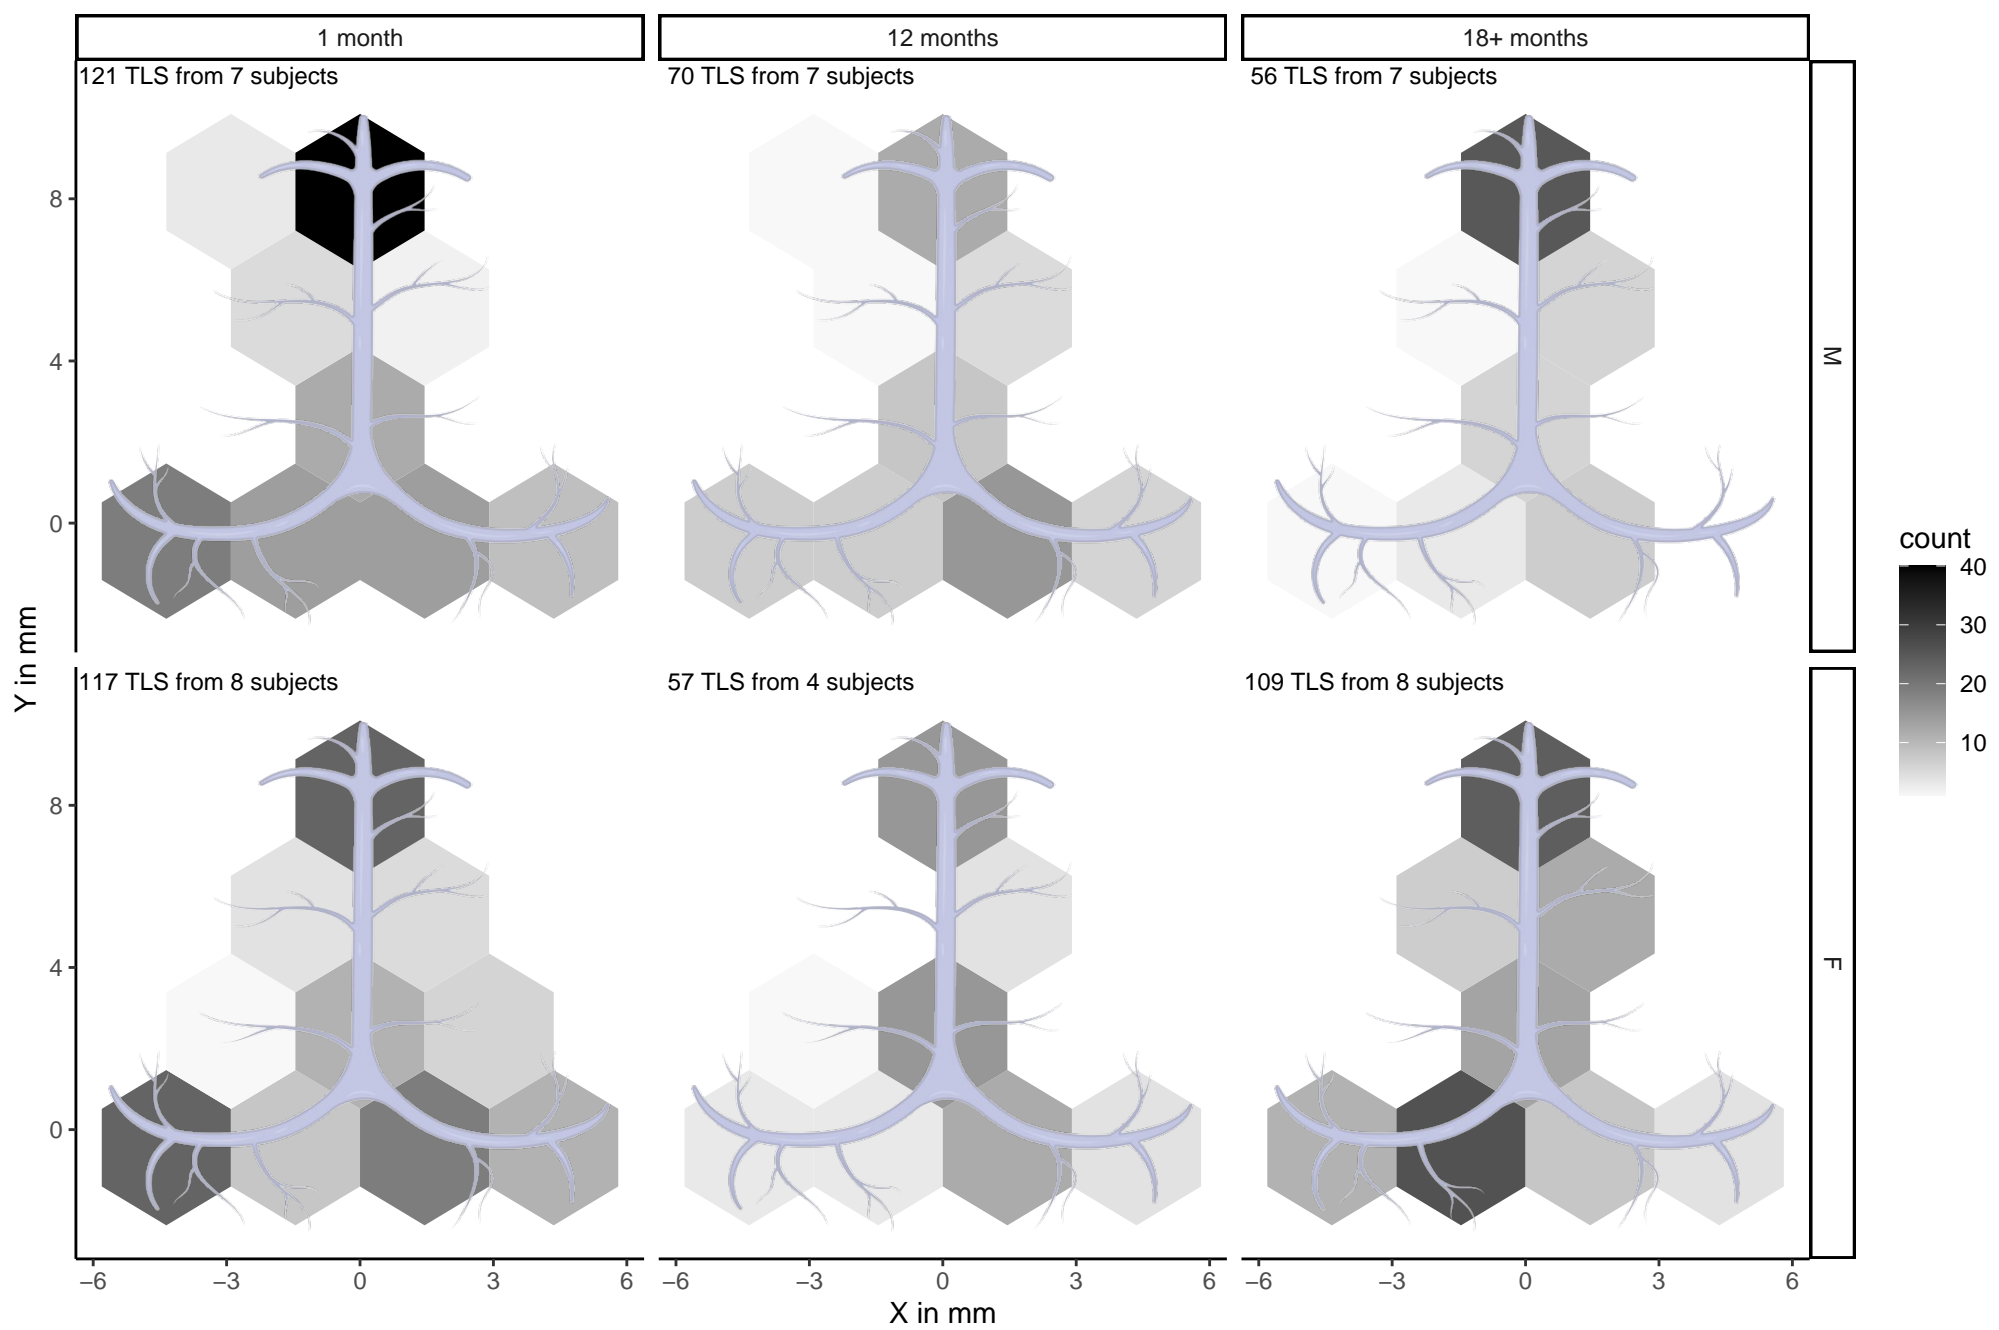 1 month
12 months
18+ months
121 TLS from 7 subjects
70 TLS from 7 subjects
56 TLS from 7 subjects
M
8
4
0
117 TLS from 8 subjects
57 TLS from 4 subjects
109 TLS from 8 subjects
F
8
4
0
Y in mm
−6 −3 0 3 6
−6 −3 0 3 6
−6 −3 0 3 6
X in mm
count
40
30
20
10